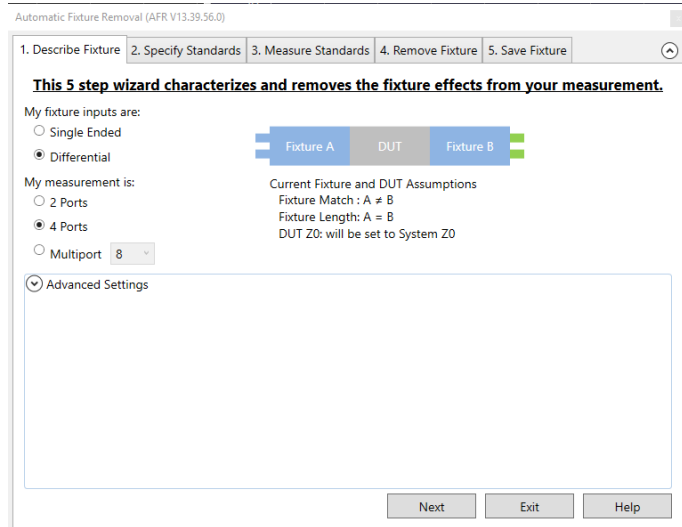 Automatic Fixture Removal (AFR V13.39.56.0)
1. Describe Fixture 2. Specify Standards 3. Measure Standards 4. Remove Fixture 5. Save Fixture
This 5 step wizard characterizes and removes the fixture effects from your measurement.
My fixture inputs are:
Single Ended
Differential
Fixture A DUT Fixture B
My measurement is:
2 Ports
4 Ports
Multiport 8
Current Fixture and DUT Assumptions
Fixture Match : A ≠ B
Fixture Length: A = B
DUT Z0: will be set to System Z0
Advanced Settings
Next Exit Help